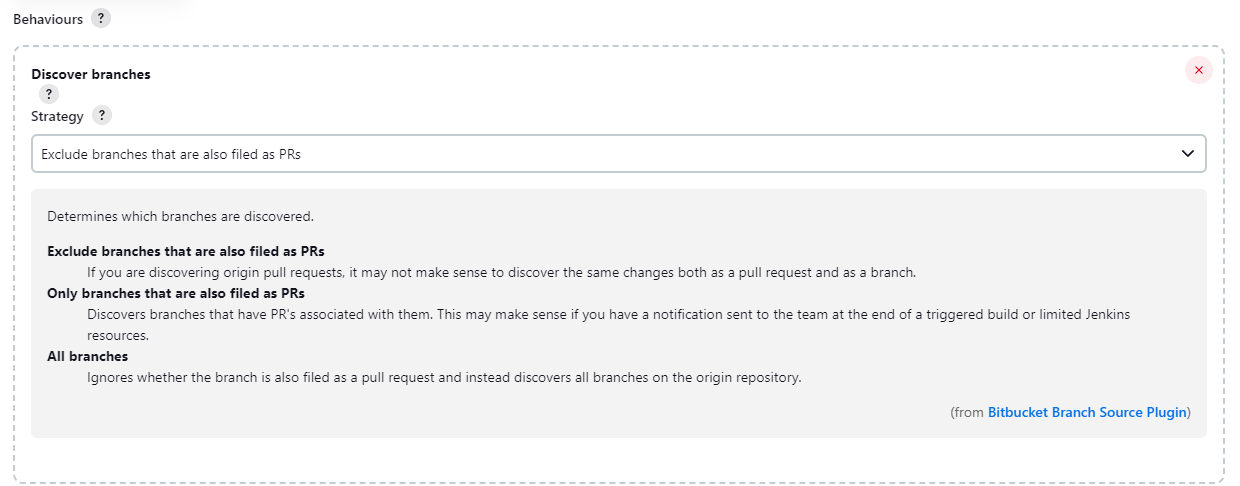 Behaviours ?
Discover branches
?
Strategy ?
Exclude branches that are also filed as PRs
Determines which branches are discovered.
Exclude branches that are also filed as PRs
If you are discovering origin pull requests, it may not make sense to discover the same changes both as a pull request and as a branch.
Only branches that are also filed as PRs
Discovers branches that have PR's associated with them. This may make sense if you have a notification sent to the team at the end of a triggered build or limited Jenkins
resources.
All branches
Ignores whether the branch is also filed as a pull request and instead discovers all branches on the origin repository.
(from Bitbucket Branch Source Plugin)